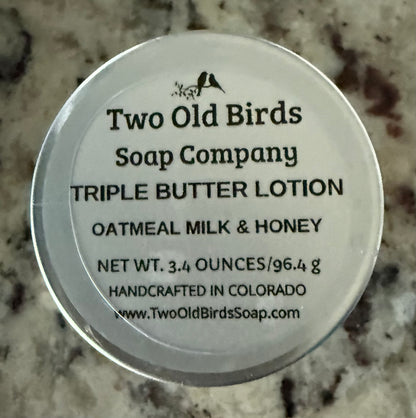 Two Old Birds
Soap Company
TRIPLE BUTTER LOTION
OATMEAL MILK & HONEY
NET WT. 3.4 OUNCES/96.4 g
HANDCRAFTED IN COLORADO
www.TwoOldBirdsSoap.com